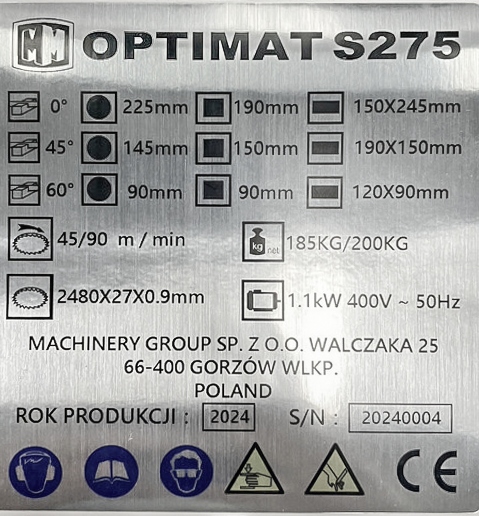 MM OPTIMAT S275
0° 225mm 190mm 150X245mm
45° 145mm 150mm 190X150mm
60° 90mm 90mm 120X90mm
45/90 m/min kg net 185KG/200KG
2480X27X0.9mm 1.1kW 400V ~ 50Hz
MACHINERY GROUP SP. Z O.O. WALCZAKA 25
66-400 GORZÓW WLKP.
POLAND
ROK PRODUKCJI : 2024 S/N : 20240004
CE